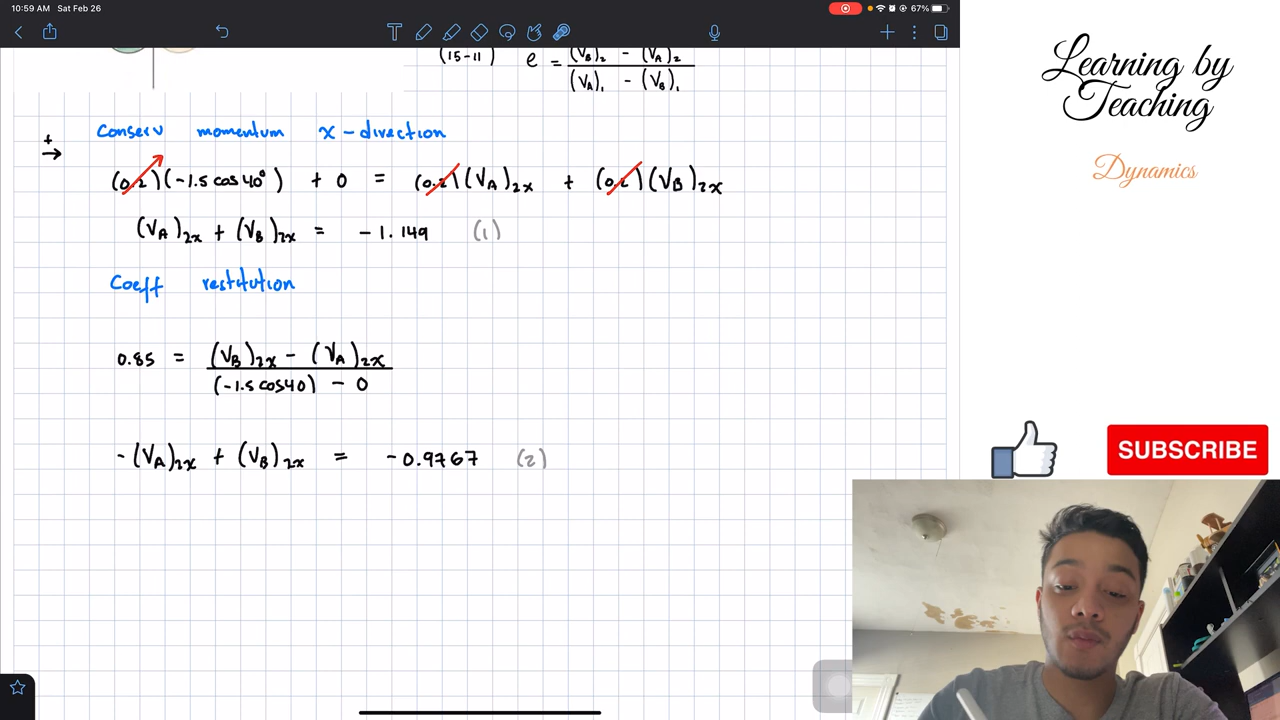 10:59 AM Sat Feb 26
67%
(15-11) e = (VB)2 - (VA)2 / (VA)1 - (VB)1
+ →
Conserv momentum x-direction
(0.2)(-1.5 cos 40°) + 0 = (0.2)(VA)2x + (0.2)(VB)2x
(VA)2x + (VB)2x = -1.149 (1)
Coeff restitution
0.85 = (VB)2x - (VA)2x / (-1.5 cos40) - 0
-(VA)2x + (VB)2x = -0.9767 (2)
Learning by
Teaching
Dynamics
SUBSCRIBE